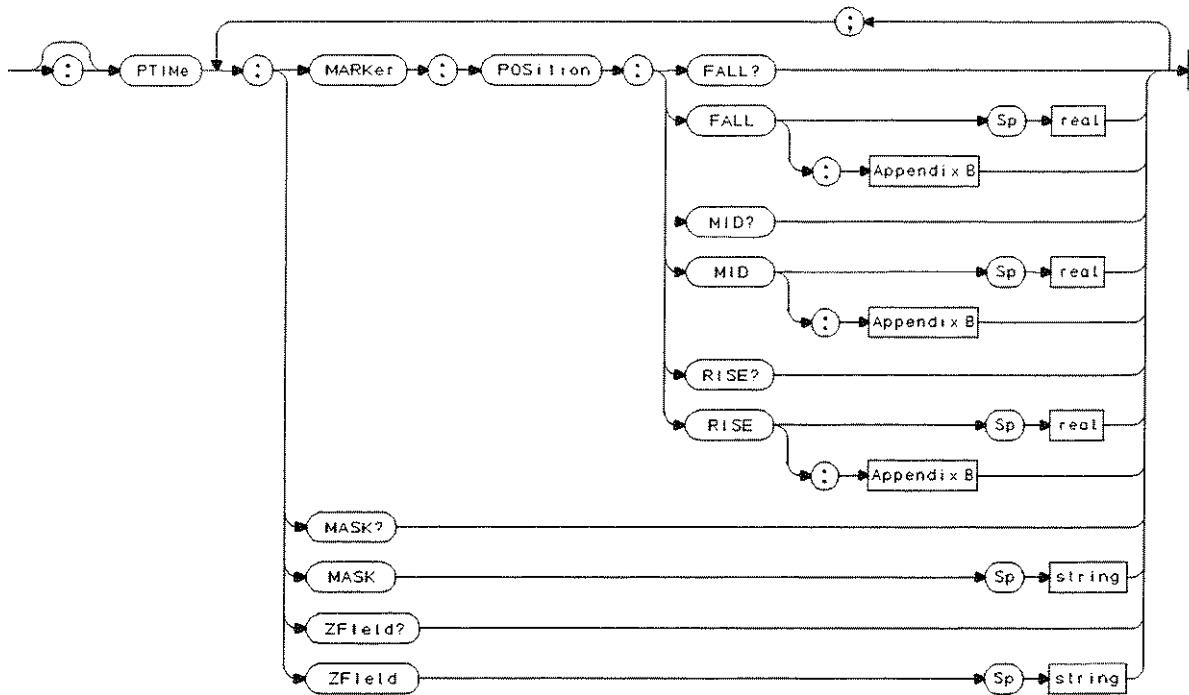 ;
: PTIMe : MARKer : POSition : FALL?
FALL Sp real
: Appendix B
MID?
MID Sp real
: Appendix B
RISE?
RISE Sp real
: Appendix B
MASK?
MASK Sp string
ZField?
ZField Sp string